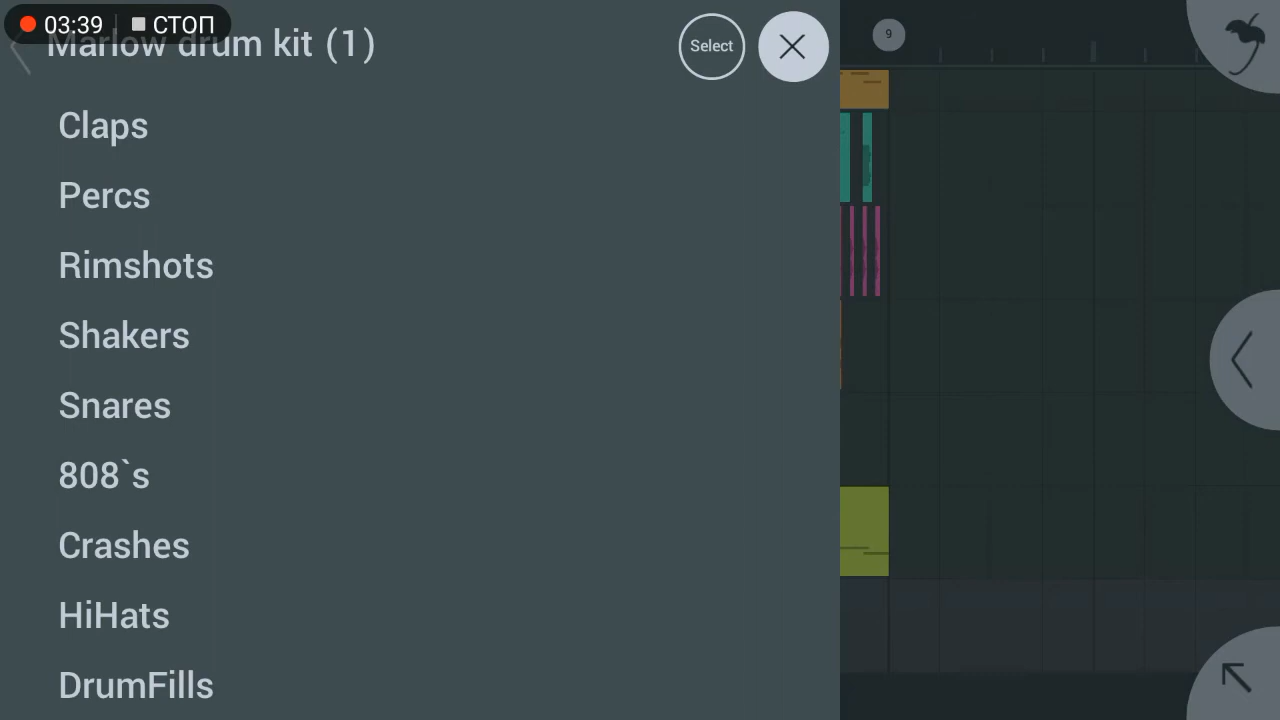 03:39 СТОП
Marlow drum kit (1)
Select
9
Claps
Percs
Rimshots
Shakers
Snares
808`s
Crashes
HiHats
DrumFills